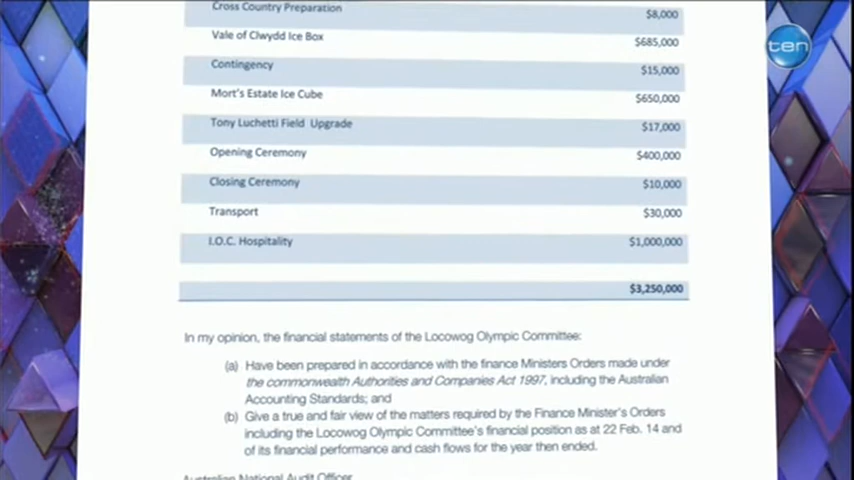 Cross Country Preparation $8,000
ten
Vale of Clwydd Ice Box $685,000
Contingency $15,000
Mort's Estate Ice Cube $650,000
Tony Luchetti Field Upgrade $17,000
Opening Ceremony $400,000
Closing Ceremony $10,000
Transport $30,000
I.O.C. Hospitality $1,000,000
$3,250,000
In my opinion, the financial statements of the Locowog Olympic Committee:
(a) Have been prepared in accordance with the finance Ministers Orders made under
the commonwealth Authorities and Companies Act 1997, including the Australian
Accounting Standards; and
(b) Give a true and fair view of the matters required by the Finance Minister's Orders
including the Locowog Olympic Committee's financial position as at 22 Feb. 14 and
of its financial performance and cash flows for the year then ended.
Australian National Audit Officer